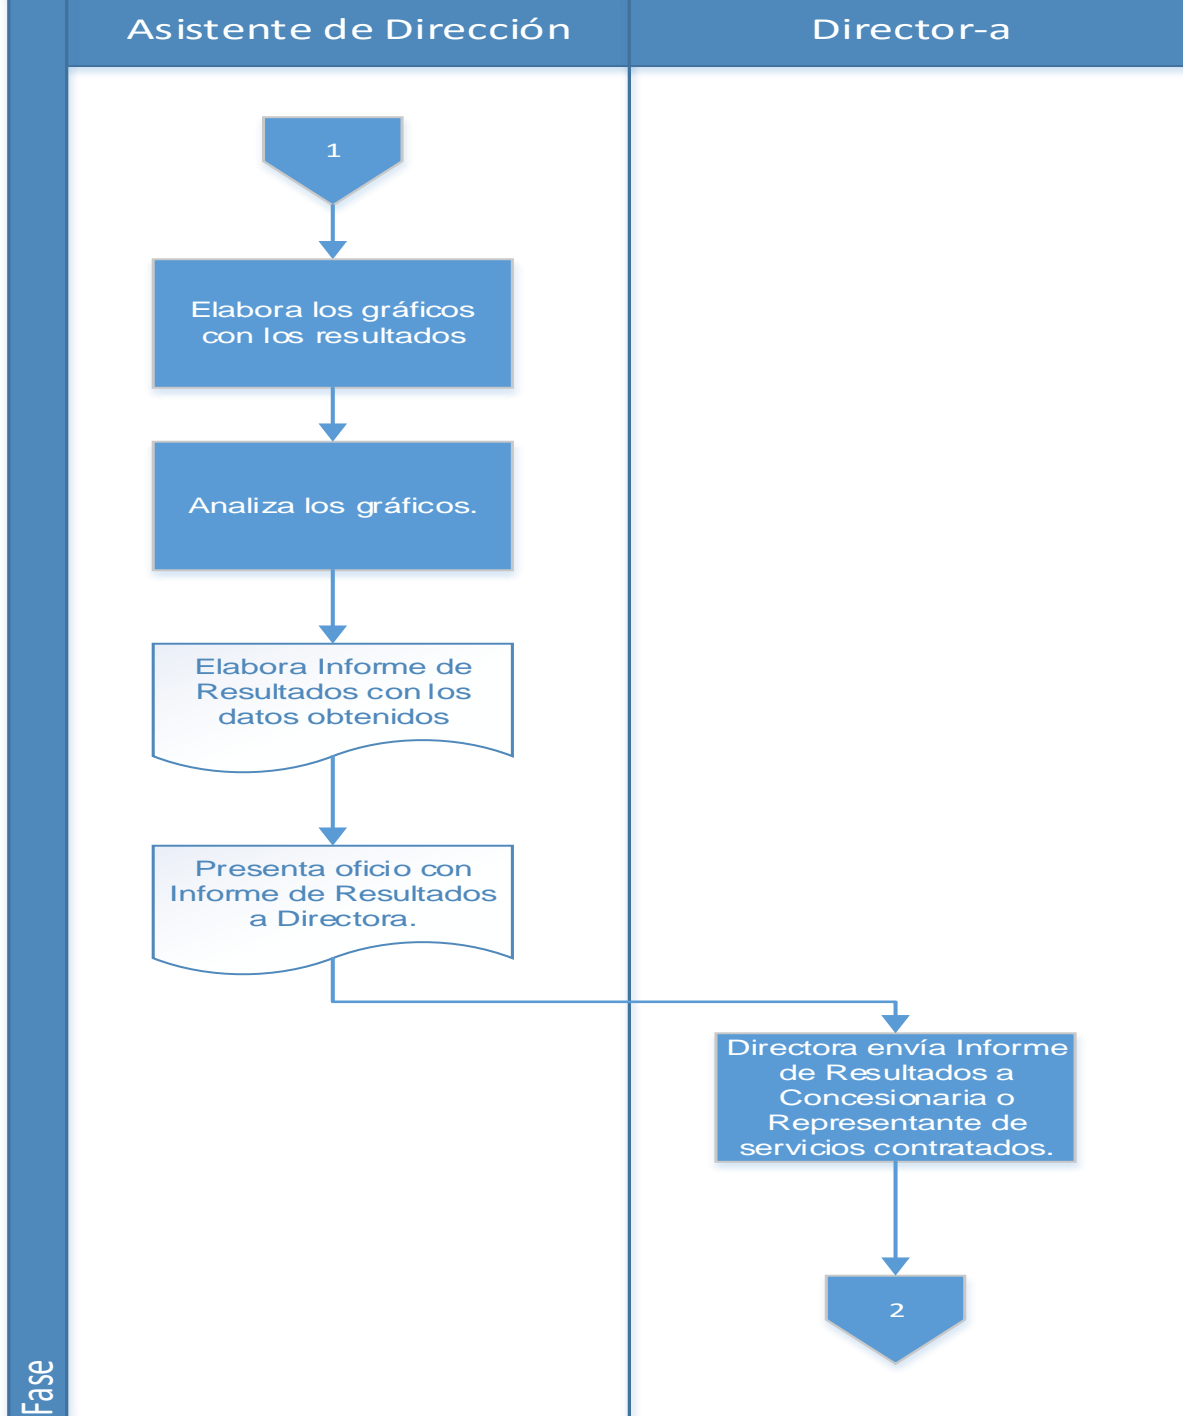 Asistente de Dirección
Director-a
1
Elabora los gráficos
con los resultados
Analiza los gráficos.
Elabora Informe de
Resultados con los
datos obtenidos
Presenta oficio con
Informe de Resultados
a Directora.
Directora envía Informe
de Resultados a
Concesionaria o
Representante de
servicios contratados.
2
Fase